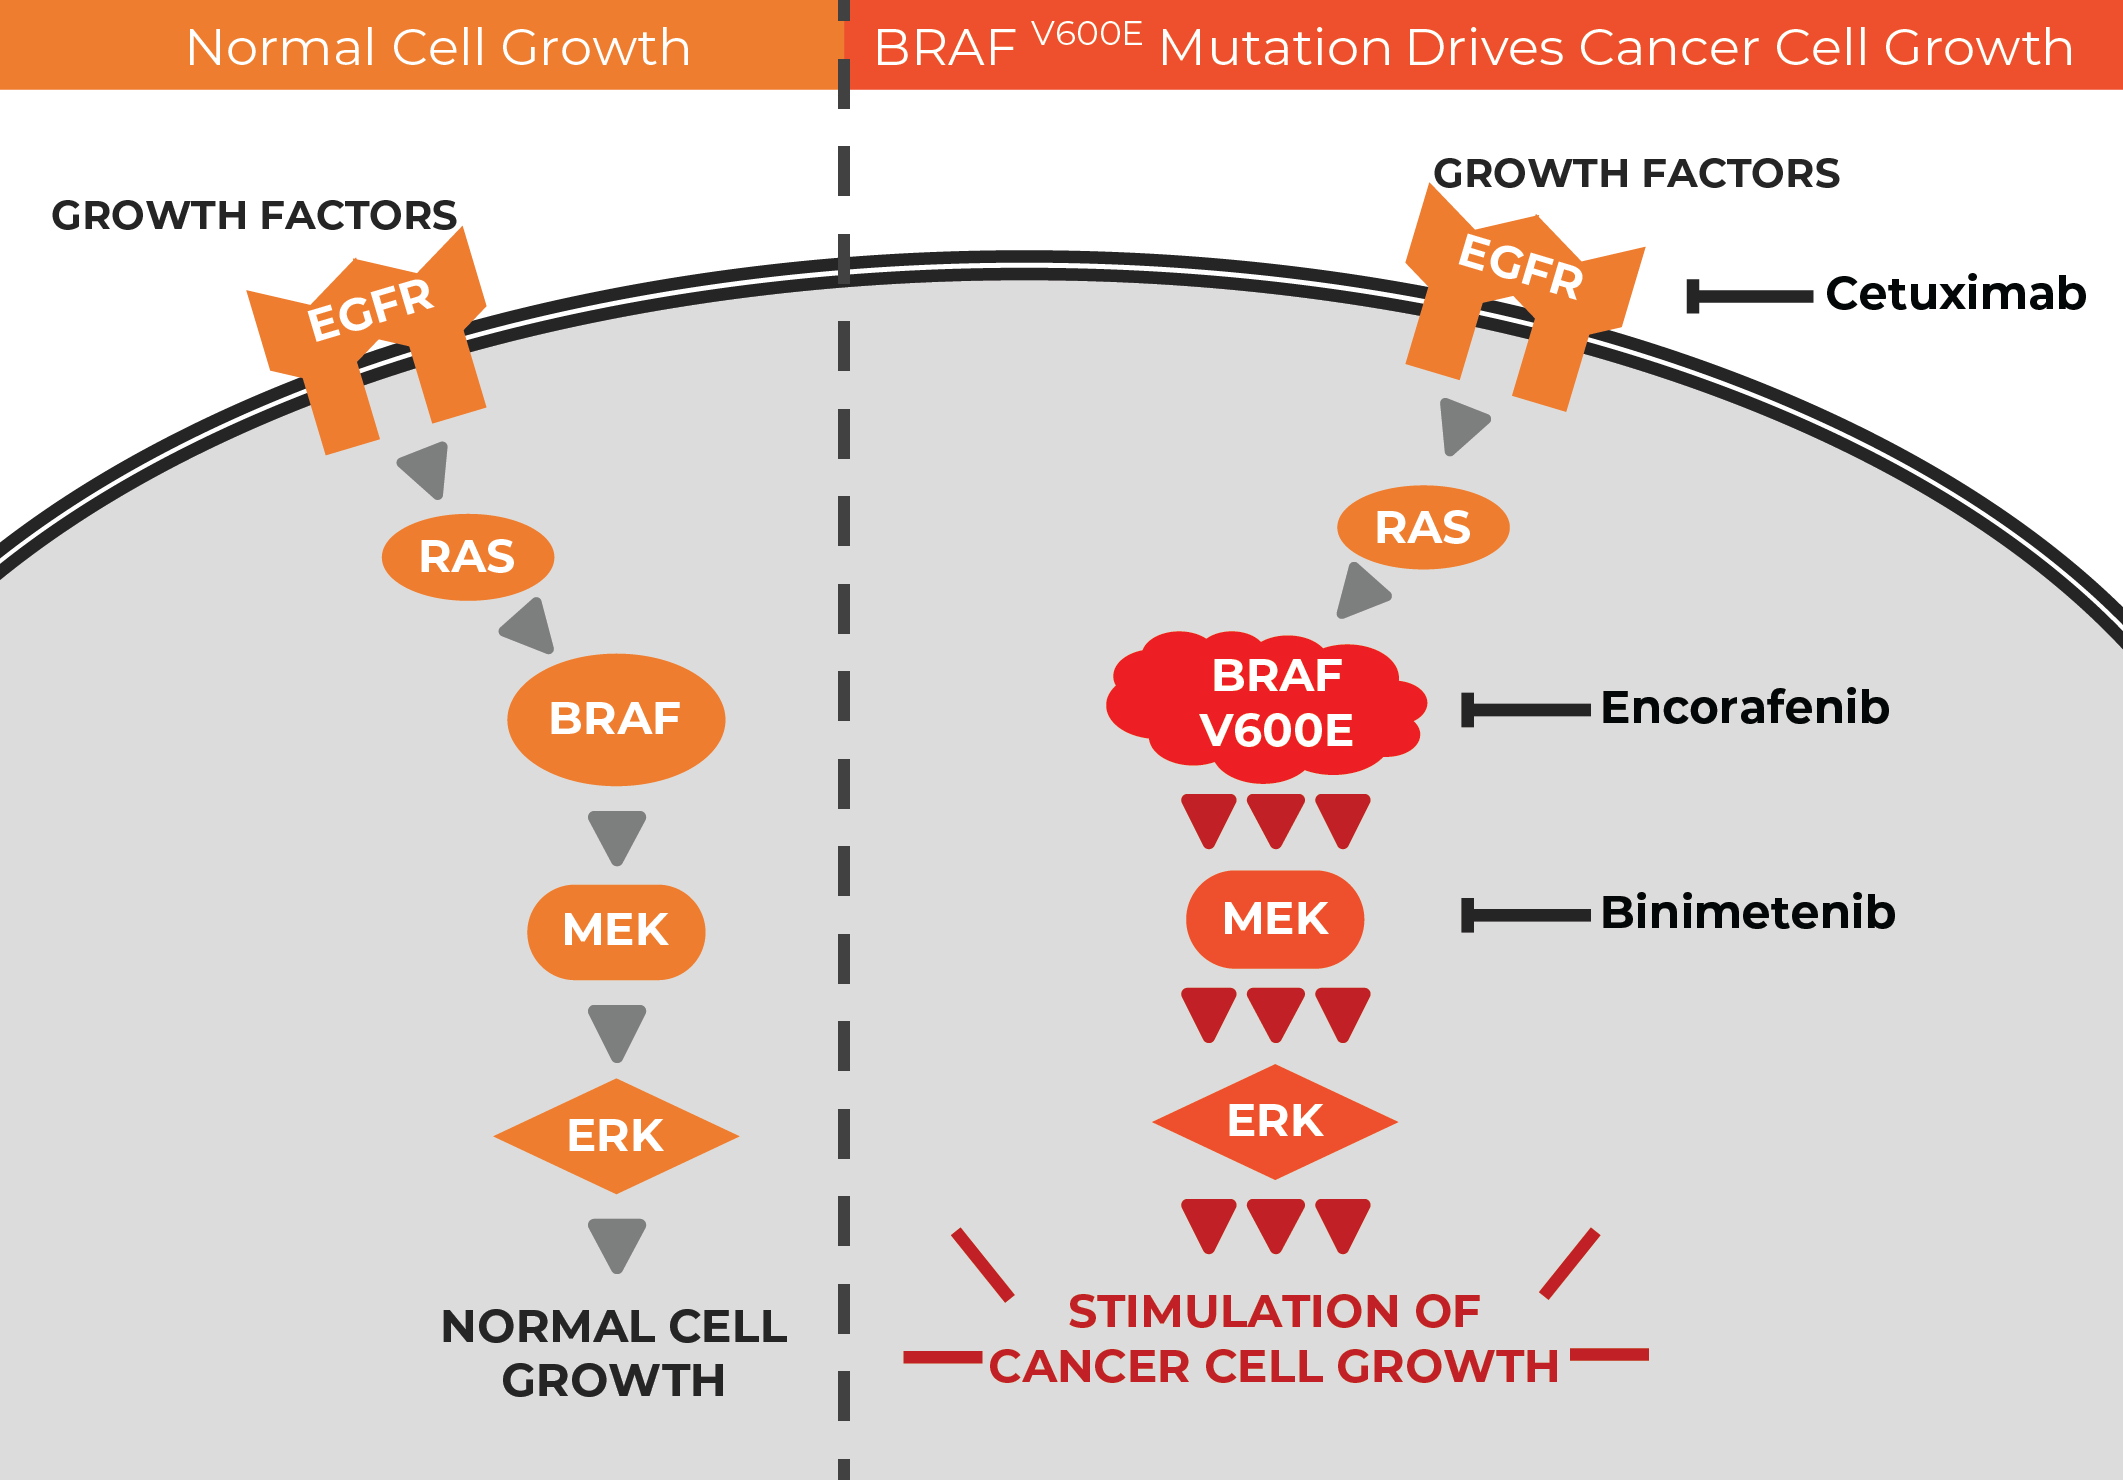 Normal Cell Growth
BRAF V600E Mutation Drives Cancer Cell Growth
GROWTH FACTORS
EGFR
RAS
BRAF
MEK
ERK
NORMAL CELL
GROWTH
GROWTH FACTORS
EGFR
Cetuximab
RAS
BRAF
V600E
Encorafenib
MEK
Binimetenib
ERK
STIMULATION OF
CANCER CELL GROWTH